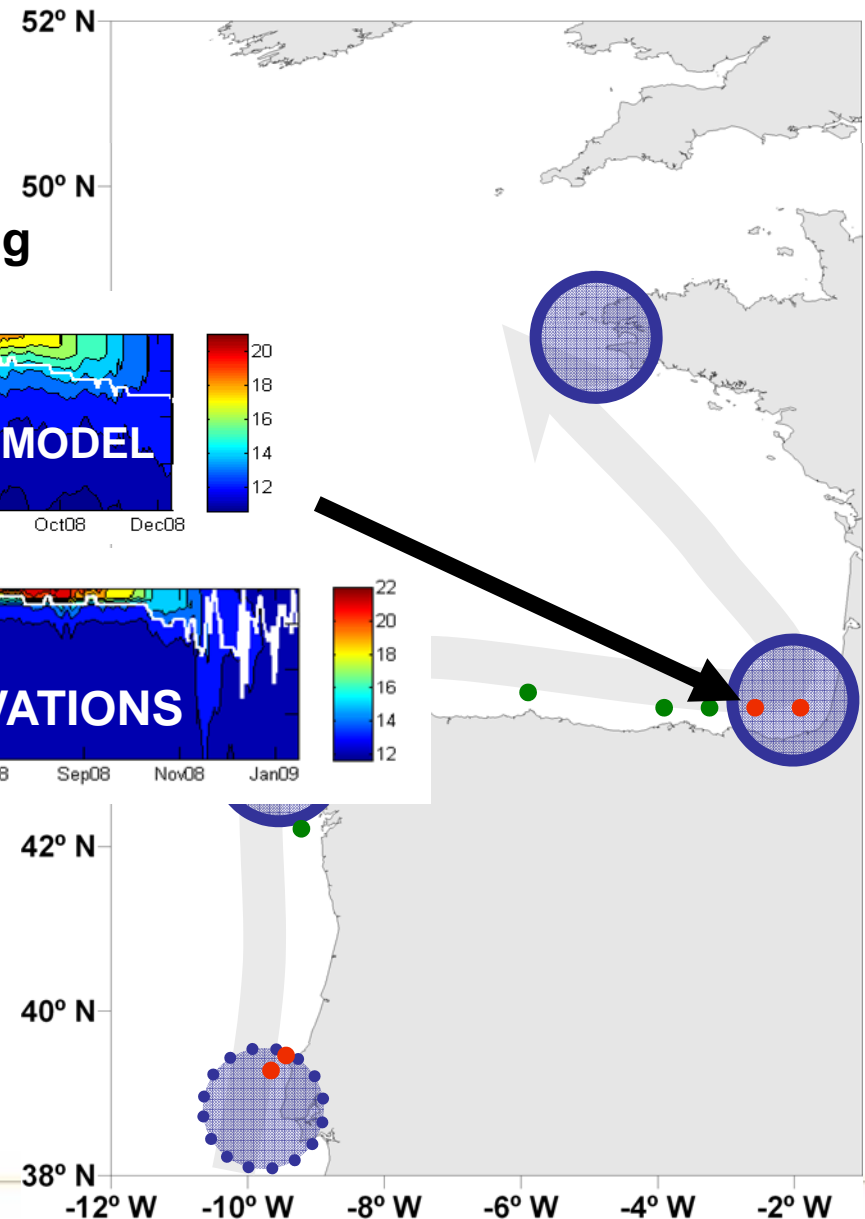 52º N
50º N
g
20
18
16
MODEL
14
12
Oct08 Dec08
22
20
18
VATIONS
16
14
12
8 Sep08 Nov08 Jan09
42º N
40º N
38º N
-12º W -10º W -8º W -6º W -4º W -2º W